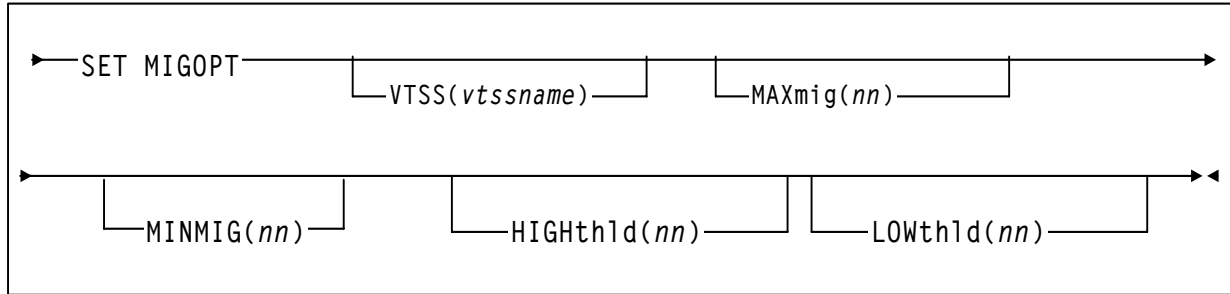 SET MIGOPT
VTSS(vtssname)
MAXmig(nn)
MINMIG(nn)
HIGHthld(nn)
LOWthld(nn)